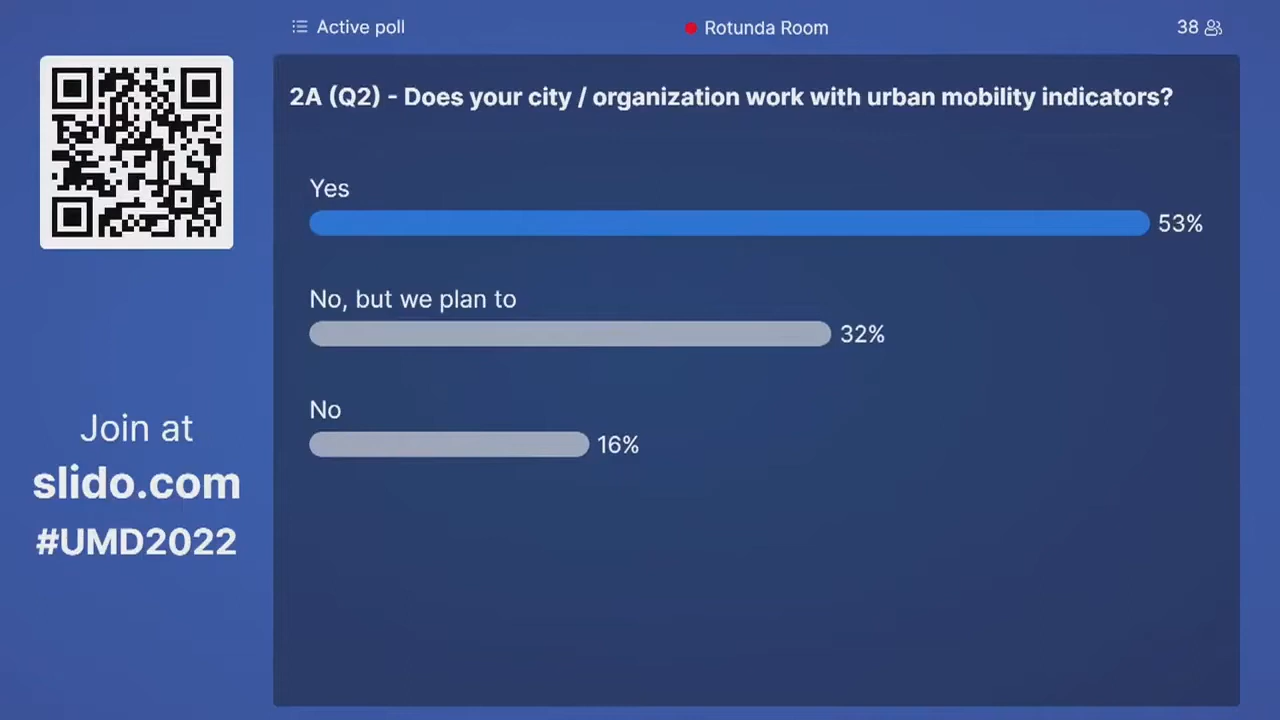 Active poll
Rotunda Room
38
2A (Q2) - Does your city / organization work with urban mobility indicators?
Yes
53%
No, but we plan to
32%
No
16%
Join at
slido.com
#UMD2022